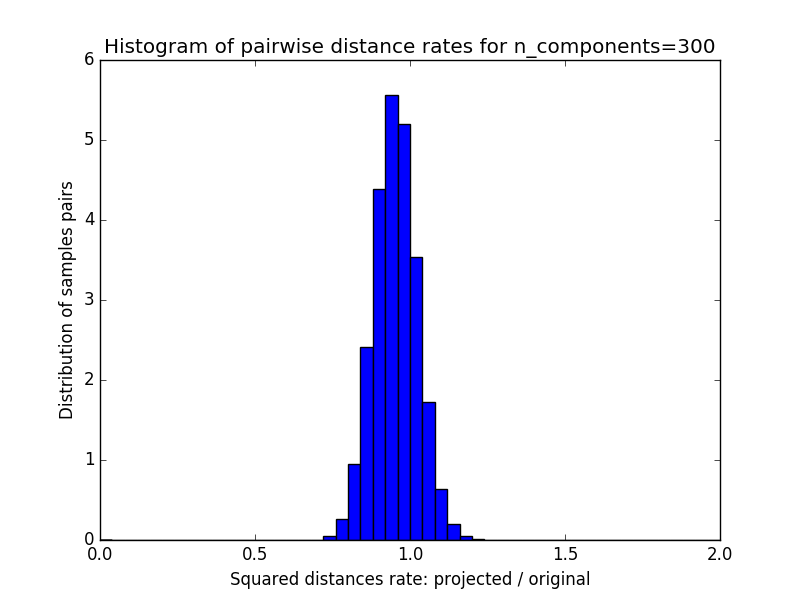 Histogram of pairwise distance rates for n_components=300
6
5
4
3
2
1
0
Distribution of samples pairs
0.0 0.5 1.0 1.5 2.0
Squared distances rate: projected / original